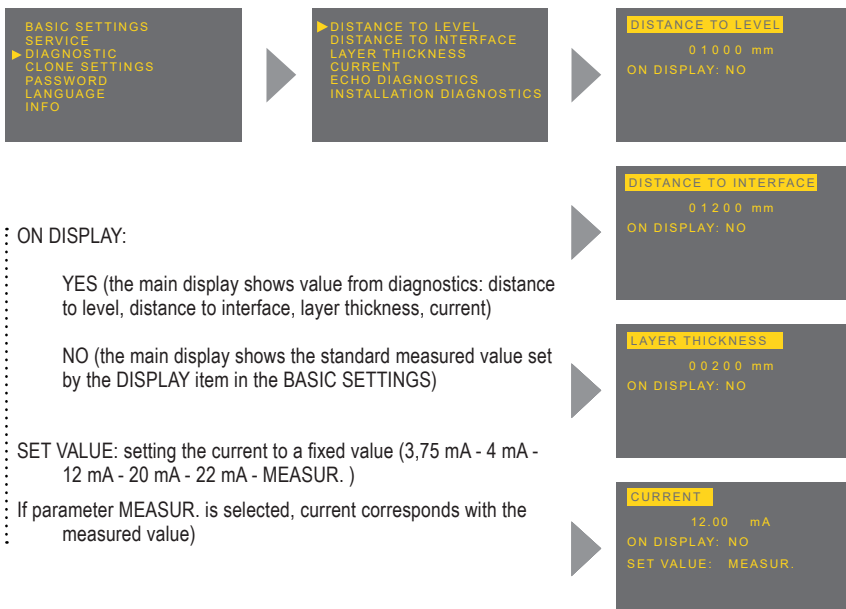 BASIC SETTINGS
SERVICE
DIAGNOSTIC
CLONE SETTINGS
PASSWORD
LANGUAGE
INFO
DISTANCE TO LEVEL
DISTANCE TO INTERFACE
LAYER THICKNESS
CURRENT
ECHO DIAGNOSTICS
INSTALLATION DIAGNOSTICS
DISTANCE TO LEVEL
01000 mm
ON DISPLAY: NO
DISTANCE TO INTERFACE
01200 mm
ON DISPLAY: NO
ON DISPLAY:
YES (the main display shows value from diagnostics: distance
to level, distance to interface, layer thickness, current)
NO (the main display shows the standard measured value set
by the DISPLAY item in the BASIC SETTINGS)
LAYER THICKNESS
00200 mm
ON DISPLAY: NO
SET VALUE: setting the current to a fixed value (3,75 mA - 4 mA -
12 mA - 20 mA - 22 mA - MEASUR. )
If parameter MEASUR. is selected, current corresponds with the
measured value)
CURRENT
12.00 mA
ON DISPLAY: NO
SET VALUE: MEASUR.